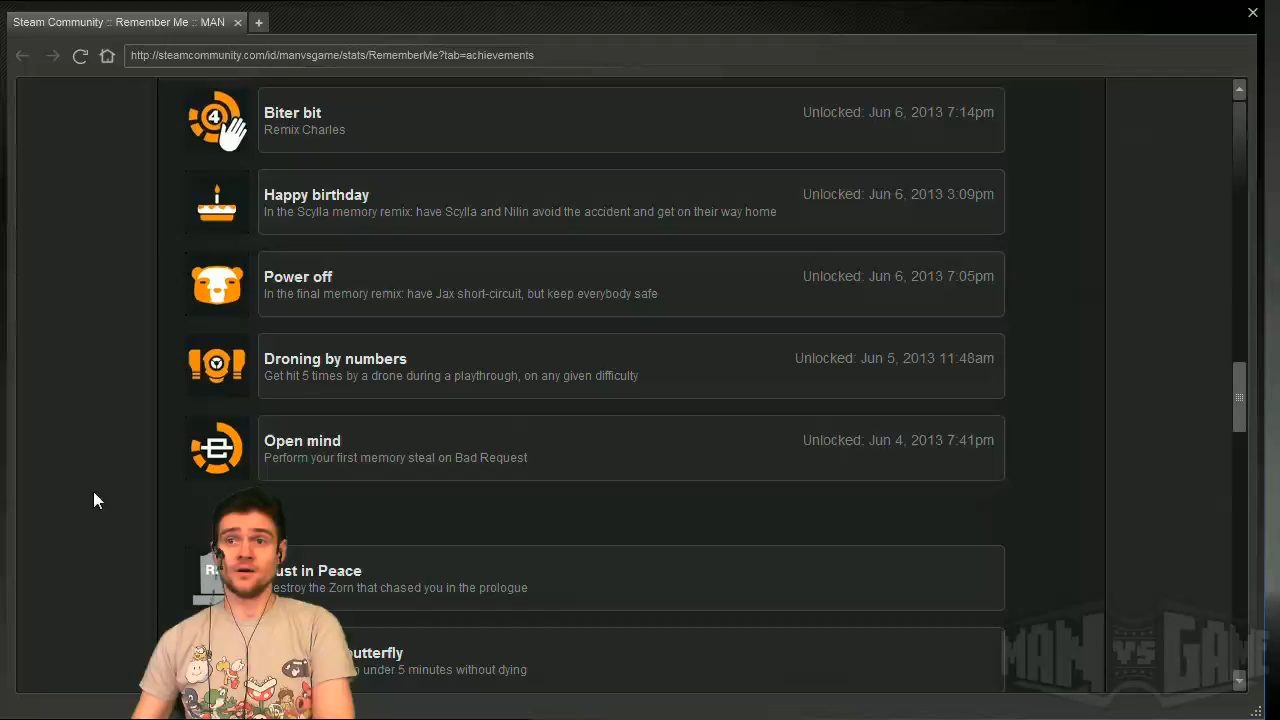 Steam Community :: Remember Me :: MAN
http://steamcommunity.com/id/manvsgame/stats/RememberMe?tab=achievements
4
Biter bit
Unlocked: Jun 6, 2013 7:14pm
Remix Charles
Happy birthday
Unlocked: Jun 6, 2013 3:09pm
In the Scylla memory remix: have Scylla and Nilin avoid the accident and get on their way home
Power off
Unlocked: Jun 6, 2013 7:05pm
In the final memory remix: have Jax short-circuit, but keep everybody safe
Droning by numbers
Unlocked: Jun 5, 2013 11:48am
Get hit 5 times by a drone during a playthrough, on any given difficulty
Open mind
Unlocked: Jun 4, 2013 7:41pm
Perform your first memory steal on Bad Request
ust in Peace
estroy the Zorn that chased you in the prologue
butterfly
under 5 minutes without dying
MAN VS GAME